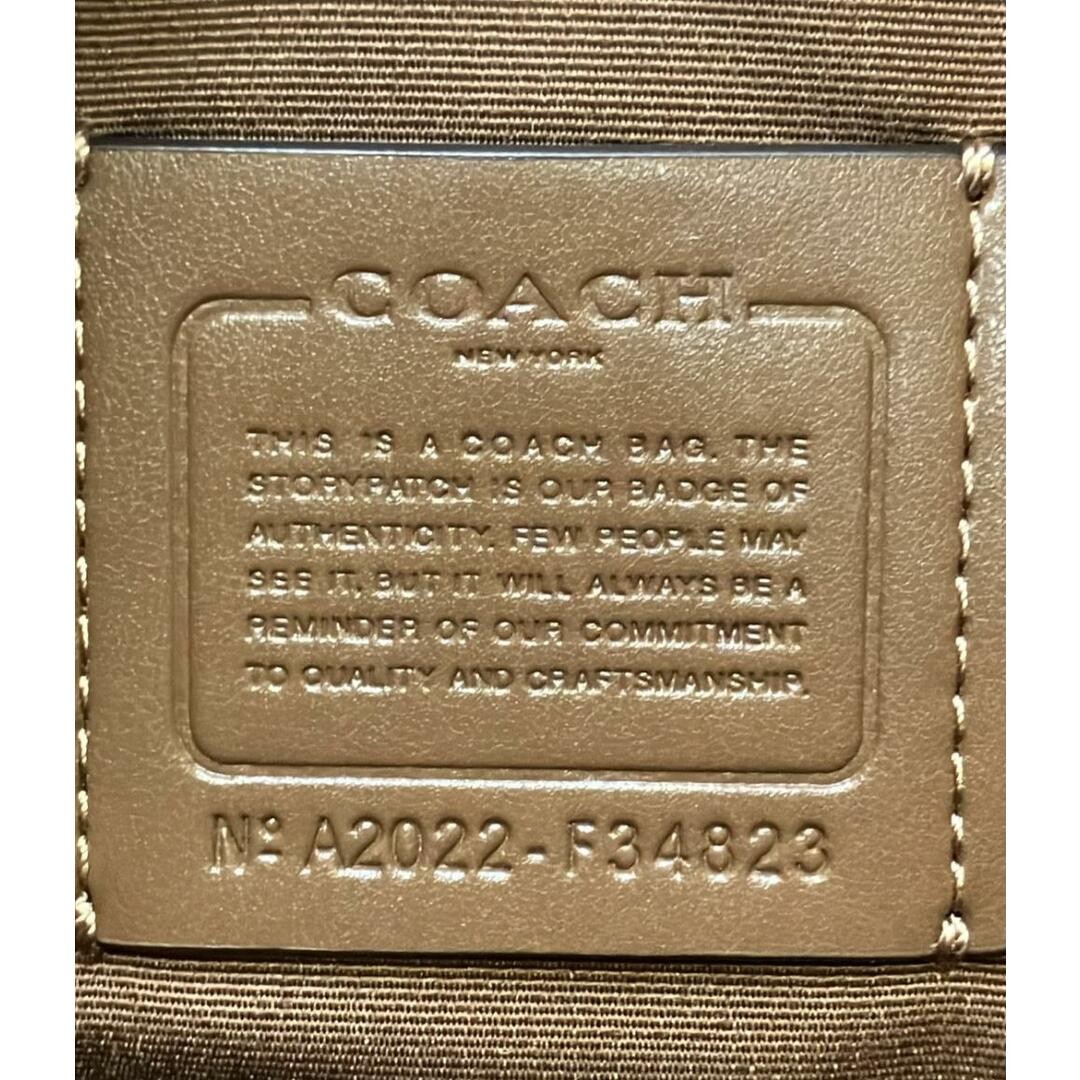 COACH
NEW YORK
THIS IS A COACH BAG. THE
STORYPATCH IS OUR BADGE OF
AUTHENTICITY. FEW PEOPLE MAY
SEE IT, BUT IT WILL ALWAYS BE A
REMINDER OF OUR COMMITMENT
TO QUALITY AND CRAFTSMANSHIP.
Nº A2022-F34823